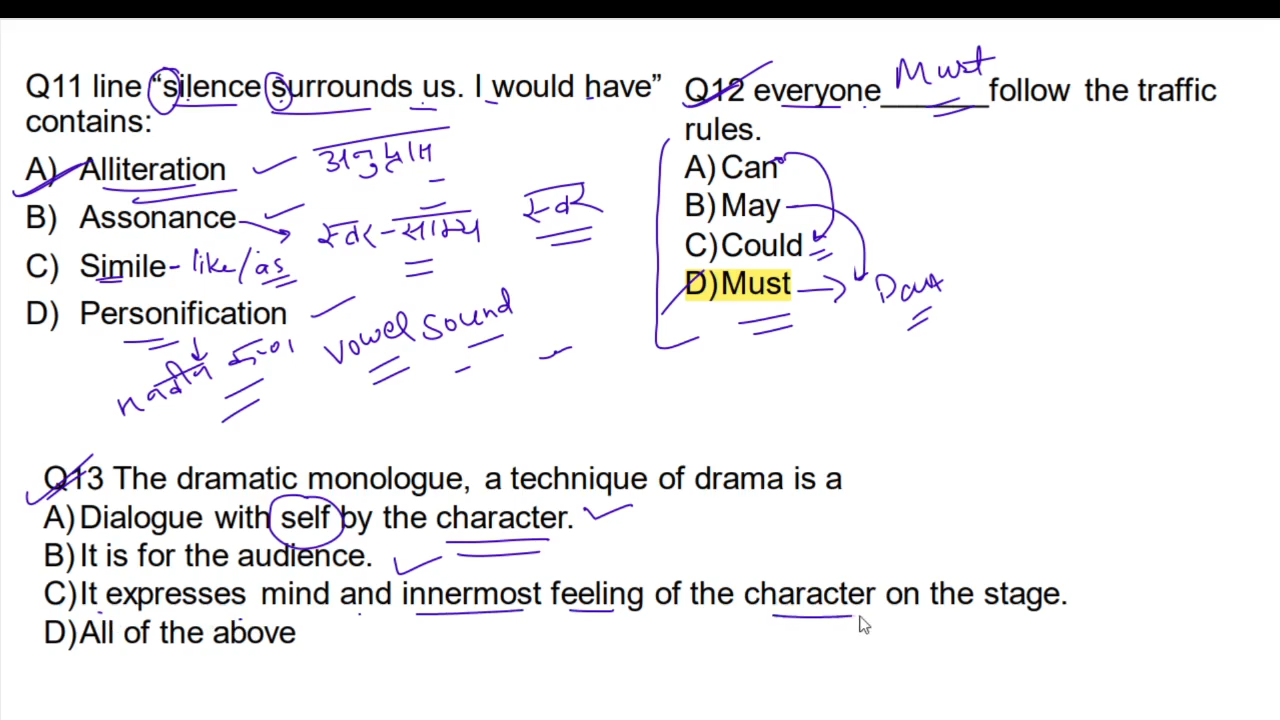 Q11 line “silence surrounds us. I would have”
contains:
A) Alliteration अनुप्रास
B) Assonance स्वर-साम्य स्वर
C) Simile - like/as
D) Personification
vowel sound
Q12 everyone______follow the traffic
Must
rules.
A) Can
B) May
C) Could
D) Must
Q13 The dramatic monologue, a technique of drama is a
A) Dialogue with self by the character.
B) It is for the audience.
C) It expresses mind and innermost feeling of the character on the stage.
D) All of the above